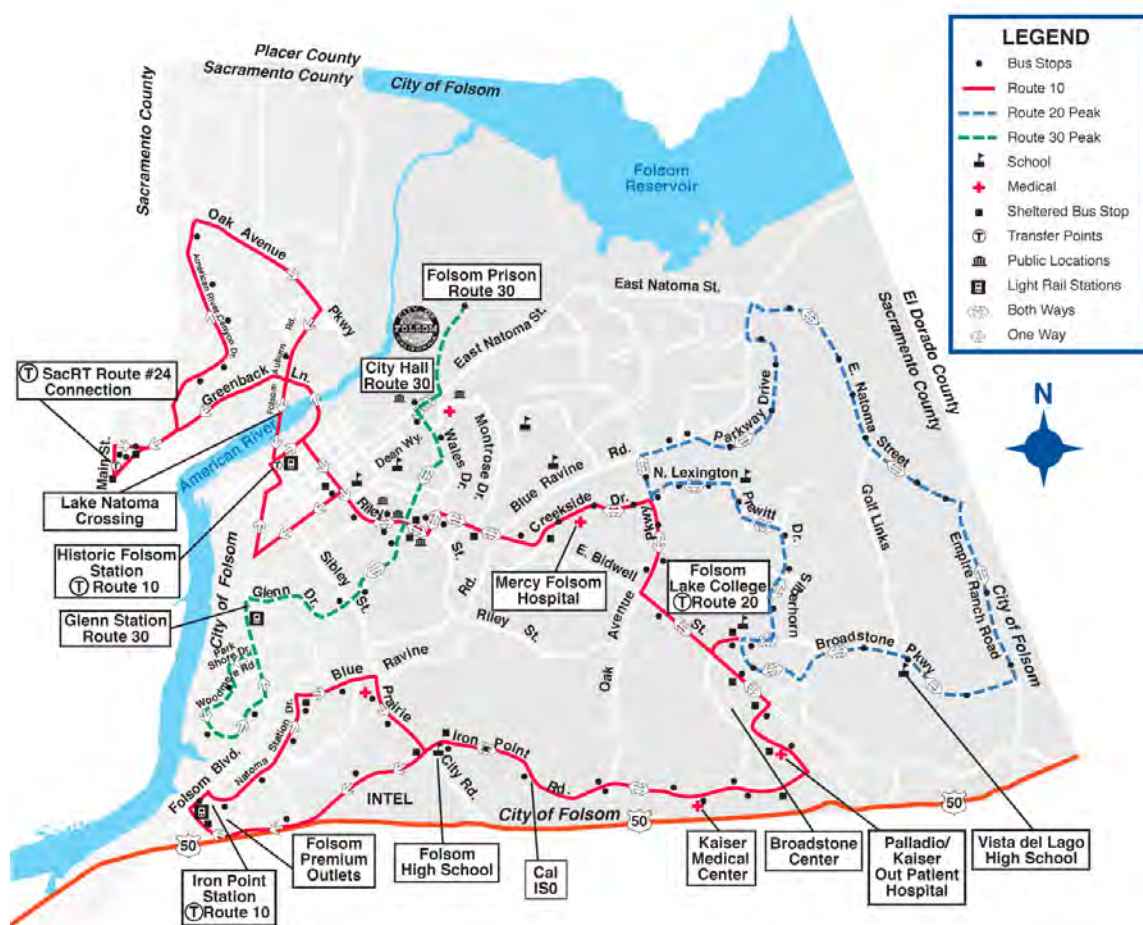 Placer County
Sacramento County
City of Folsom
Sacramento County
Folsom
Reservoir
LEGEND
Bus Stops
Route 10
Route 20 Peak
Route 30 Peak
School
Medical
Sheltered Bus Stop
T Transfer Points
Public Locations
Light Rail Stations
Both Ways
One Way
Oak Avenue
Pkwy
American River Canyon Dr.
Folsom Auburn Rd.
Greenback Ln.
Folsom Prison
Route 30
CITY OF
FOLSOM
City Hall
Route 30
East Natoma St.
East Natoma St.
El Dorado County
Sacramento County
N
T SacRT Route #24
Connection
Main St.
T
American River
Lake Natoma
Crossing
T
Historic Folsom
Station
T Route 10
Glenn Station
Route 30
City of Folsom
Dean Wy.
Wales Dr.
Montrose Dr.
Blue Ravine Rd.
Parkway Drive
E. Natoma Street
N. Lexington
Prewitt Dr.
Silberhorn
Golf Links
Empire Ranch Road
City of Folsom
Riley St.
Creekside Dr.
Pkwy
E. Bidwell St.
Mercy Folsom
Hospital
Folsom
Lake College
T Route 20
Broadstone Pkwy
Sibley St.
Glenn Dr.
Rd.
Riley St.
Oak Avenue
Park Shore Dr.
Woodmere Rd
Blue Ravine
Prairie City Rd.
Natoma Station Dr.
Folsom Blvd.
Iron Point Rd.
INTEL
City of Folsom
50
50
50
Iron Point
Station
T Route 10
Folsom
Premium
Outlets
Folsom
High School
Cal
ISO
Kaiser
Medical
Center
Broadstone
Center
Palladio/
Kaiser
Out Patient
Hospital
Vista del Lago
High School